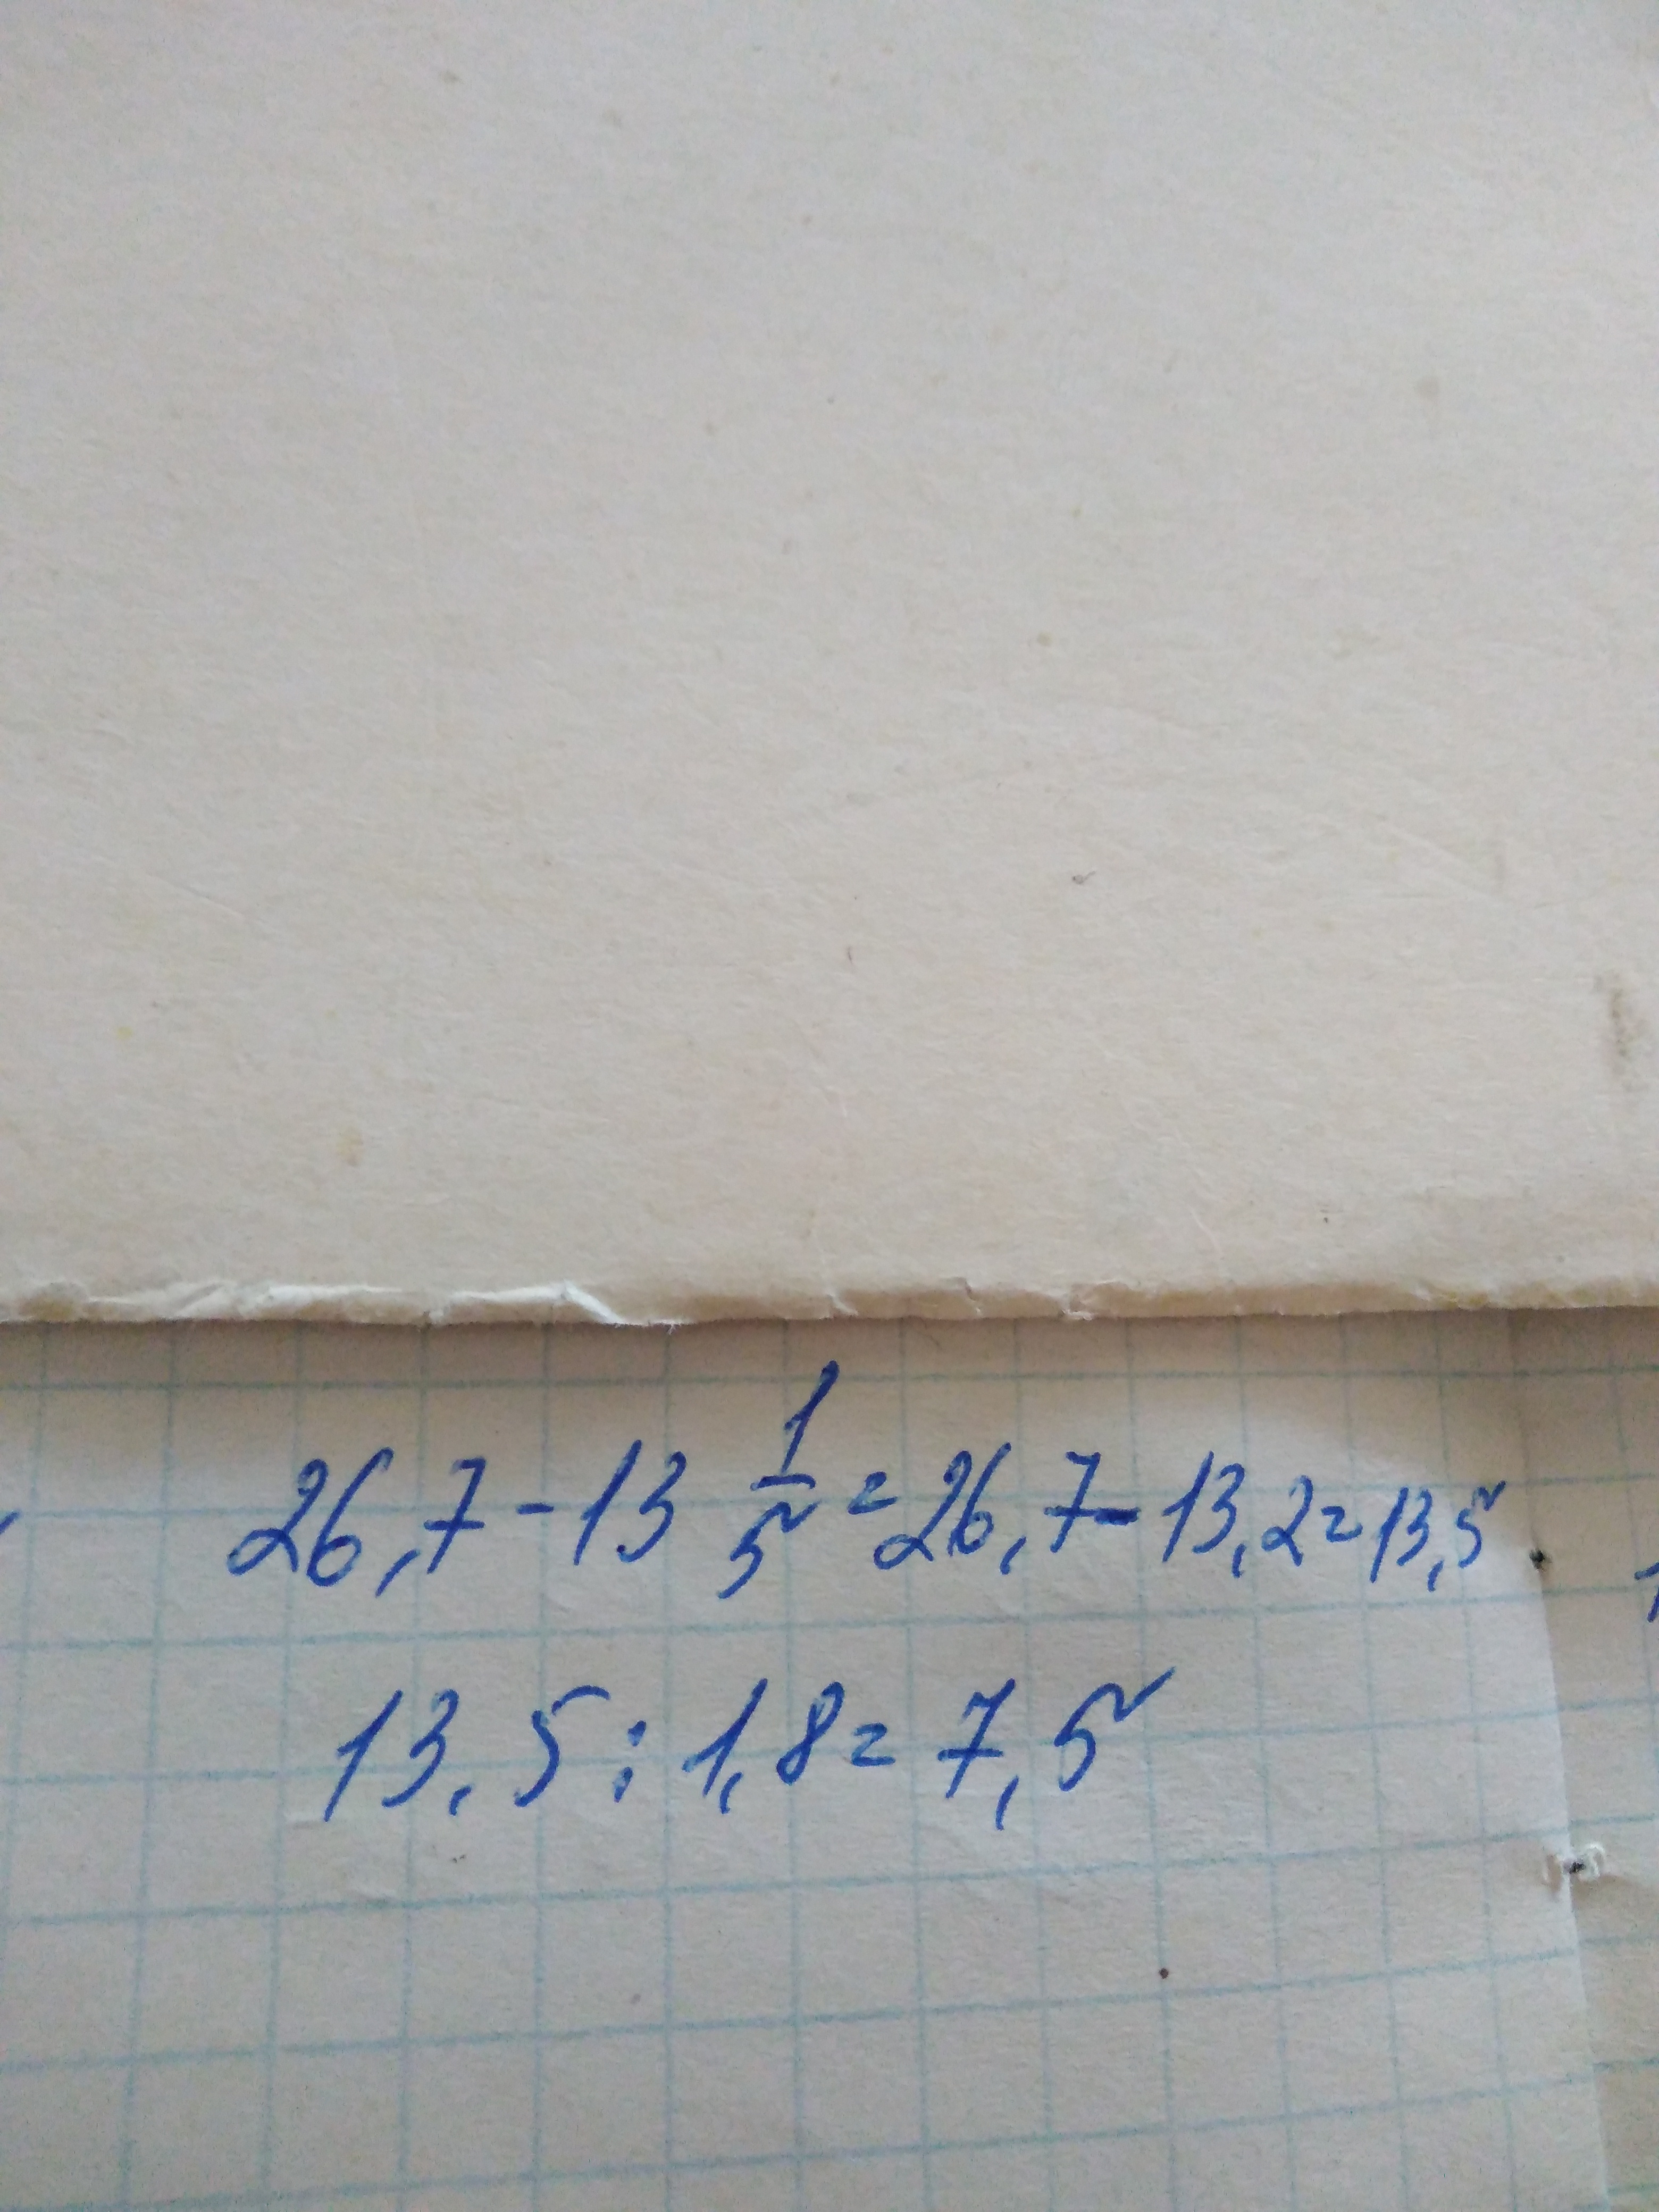 26,7 - 13 1/5 = 26,7 - 13,2 = 13,5
13,5 : 1,8 = 7,5